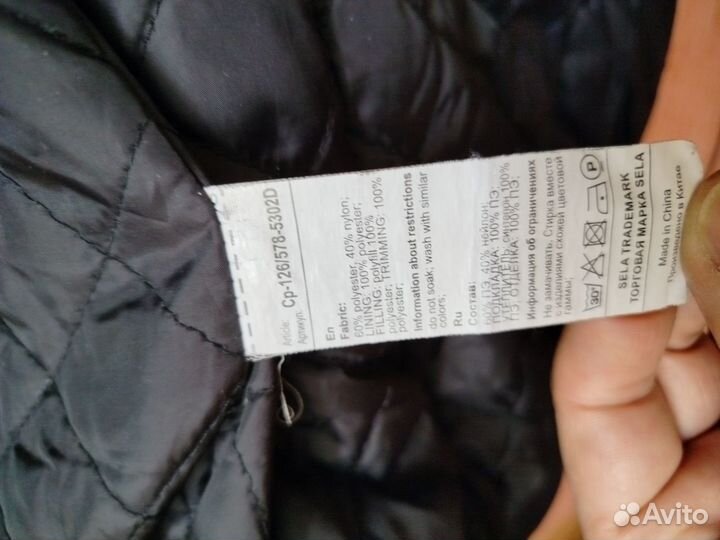 Article:
Артикул: Cp-126/578-5302D
En
Fabric:
60% polyester, 40% nylon;
LINING: 100% polyester;
FILLING: polyfill 100%
polyester, TRIMMING: 100%
polyester;
Information about restrictions
do not soak; wash with similar
colors;
Ru
Состав:
60% ПЭ, 40% нейлон;
ПОДКЛАДКА: 100% ПЭ,
100%
ПЭ ОТДЕЛКА: 100% ПЭ,
Информация об ограничениях
Не замачивать. Стирка вместе
с изделиями схожей цветовой
гаммы;
30° P
SELA TRADEMARK
ТОРГОВАЯ МАРКА SELA
Made in China
Произведено в Китае
Avito